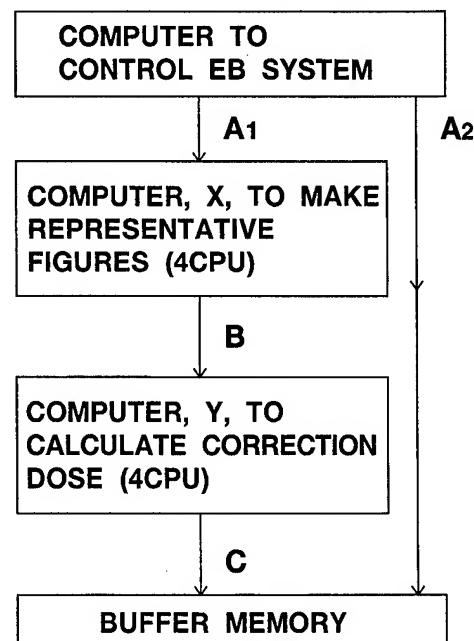 COMPUTER TO
CONTROL EB SYSTEM
A1
A2
COMPUTER, X, TO MAKE
REPRESENTATIVE
FIGURES (4CPU)
B
COMPUTER, Y, TO
CALCULATE CORRECTION
DOSE (4CPU)
C
BUFFER MEMORY